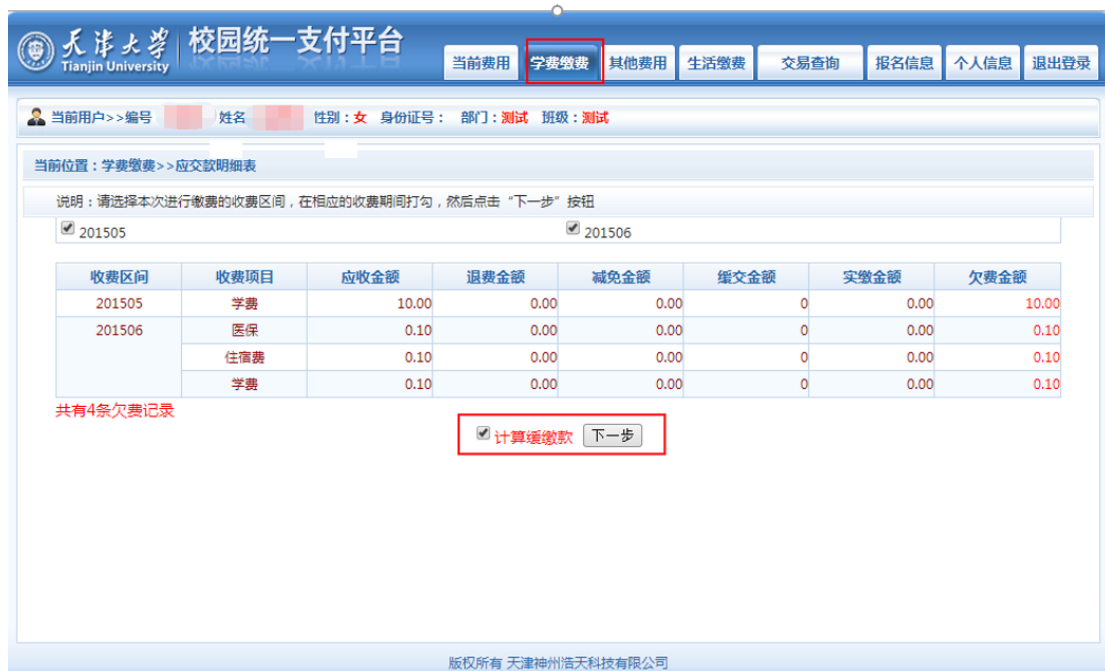 天津大学 校园统一支付平台
Tianjin University
当前费用 学费缴费 其他费用 生活缴费 交易查询 报名信息 个人信息 退出登录
当前用户>>编号 姓名 性别：女 身份证号： 部门：测试 班级：测试
当前位置：学费缴费>>应交款明细表
说明：请选择本次进行缴费的收费区间，在相应的收费期间打勾，然后点击“下一步”按钮
201505 201506
收费区间 收费项目 应收金额 退费金额 减免金额 缓交金额 实缴金额 欠费金额
201505 学费 10.00 0.00 0.00 0 0.00 10.00
201506 医保 0.10 0.00 0.00 0 0.00 0.10
住宿费 0.10 0.00 0.00 0 0.00 0.10
学费 0.10 0.00 0.00 0 0.00 0.10
共有4条欠费记录
计算缓缴款 下一步
版权所有 天津神州浩天科技有限公司